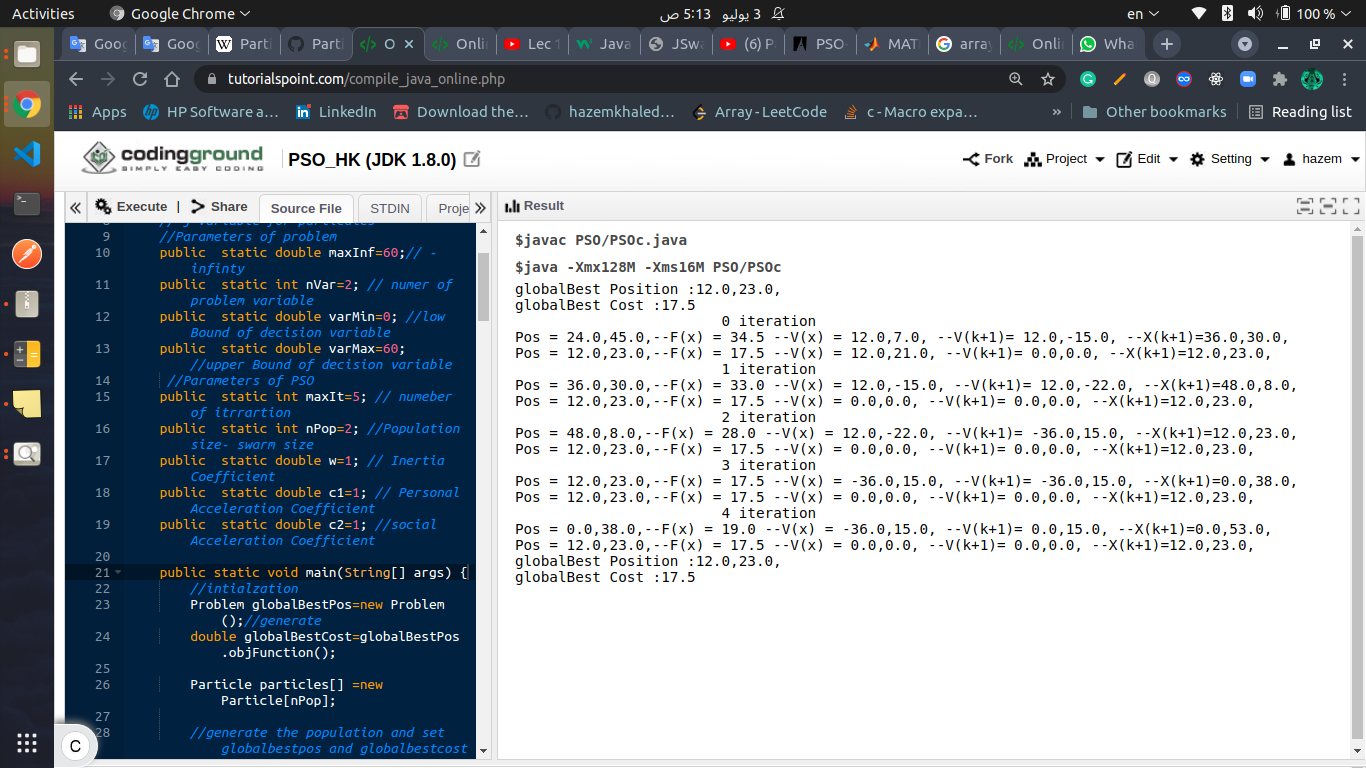 Activities
Google Chrome
3 يوليو 5:13 ص
en
100 %
Goog
Goog
Parti
Parti
O
Onlin
Lec 1
Java
JSwa
(6) P
PSO-
MAT
array
Onlin
Wha
tutorialspoint.com/compile_java_online.php
Apps
HP Software a…
LinkedIn
Download the…
hazemkhaled…
Array - LeetCode
c - Macro expa…
»
Other bookmarks
Reading list
codingground
SIMPLY EASY CODING
PSO_HK (JDK 1.8.0)
Fork
Project
Edit
Setting
hazem
Execute
|
Share
Source File
STDIN
Proje
9 //Parameters of problem
10 public static double maxInf=60;// -
infinty
11 public static int nVar=2; // numer of
problem variable
12 public static double varMin=0; //low
Bound of decision variable
13 public static double varMax=60;
//upper Bound of decision variable
14 //Parameters of PSO
15 public static int maxIt=5; // numeber
of itrrartion
16 public static int nPop=2; //Population
size- swarm size
17 public static double w=1; // Inertia
Coefficient
18 public static double c1=1; // Personal
Acceleration Coefficient
19 public static double c2=1; //social
Acceleration Coefficient
20
21 public static void main(String[] args) {
22 //intialzation
23 Problem globalBestPos=new Problem
();//generate
24 double globalBestCost=globalBestPos
.objFunction();
25
26 Particle particles[] =new
Particle[nPop];
27
28 //generate the population and set
globalbestpos and globalbestcost
C
Result
$javac PSO/PSOc.java
$java -Xmx128M -Xms16M PSO/PSOc
globalBest Position :12.0,23.0,
globalBest Cost :17.5
0 iteration
Pos = 24.0,45.0,--F(x) = 34.5 --V(x) = 12.0,7.0, --V(k+1)= 12.0,-15.0, --X(k+1)=36.0,30.0,
Pos = 12.0,23.0,--F(x) = 17.5 --V(x) = 12.0,21.0, --V(k+1)= 0.0,0.0, --X(k+1)=12.0,23.0,
1 iteration
Pos = 36.0,30.0,--F(x) = 33.0 --V(x) = 12.0,-15.0, --V(k+1)= 12.0,-22.0, --X(k+1)=48.0,8.0,
Pos = 12.0,23.0,--F(x) = 17.5 --V(x) = 0.0,0.0, --V(k+1)= 0.0,0.0, --X(k+1)=12.0,23.0,
2 iteration
Pos = 48.0,8.0,--F(x) = 28.0 --V(x) = 12.0,-22.0, --V(k+1)= -36.0,15.0, --X(k+1)=12.0,23.0,
Pos = 12.0,23.0,--F(x) = 17.5 --V(x) = 0.0,0.0, --V(k+1)= 0.0,0.0, --X(k+1)=12.0,23.0,
3 iteration
Pos = 12.0,23.0,--F(x) = 17.5 --V(x) = -36.0,15.0, --V(k+1)= -36.0,15.0, --X(k+1)=0.0,38.0,
Pos = 12.0,23.0,--F(x) = 17.5 --V(x) = 0.0,0.0, --V(k+1)= 0.0,0.0, --X(k+1)=12.0,23.0,
4 iteration
Pos = 0.0,38.0,--F(x) = 19.0 --V(x) = -36.0,15.0, --V(k+1)= 0.0,15.0, --X(k+1)=0.0,53.0,
Pos = 12.0,23.0,--F(x) = 17.5 --V(x) = 0.0,0.0, --V(k+1)= 0.0,0.0, --X(k+1)=12.0,23.0,
globalBest Position :12.0,23.0,
globalBest Cost :17.5